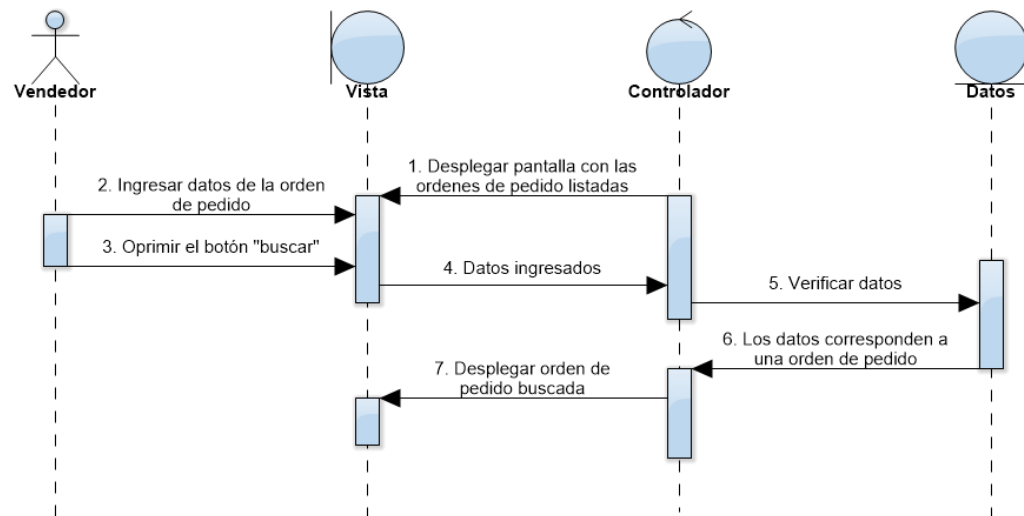 Vendedor
Vista
Controlador
Datos
1. Desplegar pantalla con las
ordenes de pedido listadas
2. Ingresar datos de la orden
de pedido
3. Oprimir el botón "buscar"
4. Datos ingresados
5. Verificar datos
6. Los datos corresponden a
una orden de pedido
7. Desplegar orden de
pedido buscada